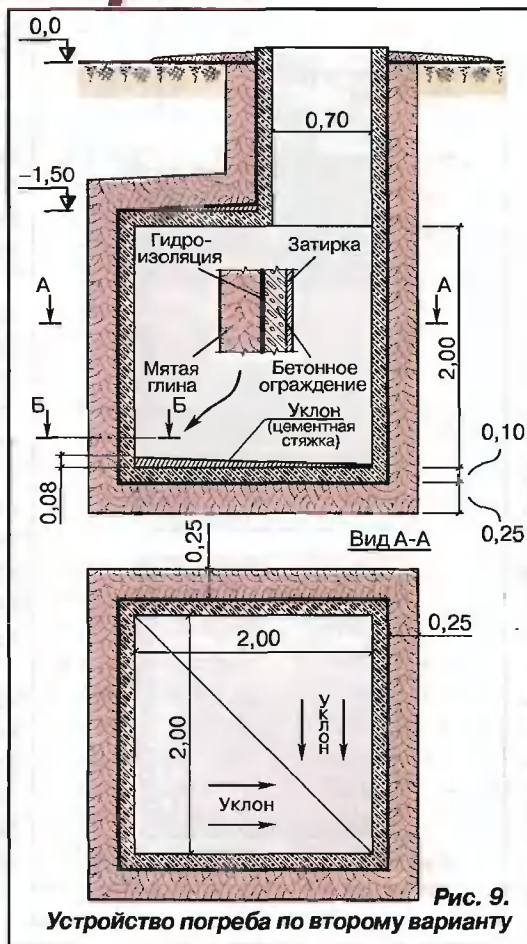 0,0
0,70
–1,50
Гидро-
изоляция
Затирка
А
А
Мятая
глина
Бетонное
ограждение
2,00
Б
Б
Уклон
(цементная
стяжка)
0,10
0,08
0,25
Вид А-А
0,25
0,25
2,00
2,00
Уклон
Уклон
Рис. 9.
Устройство погреба по второму варианту